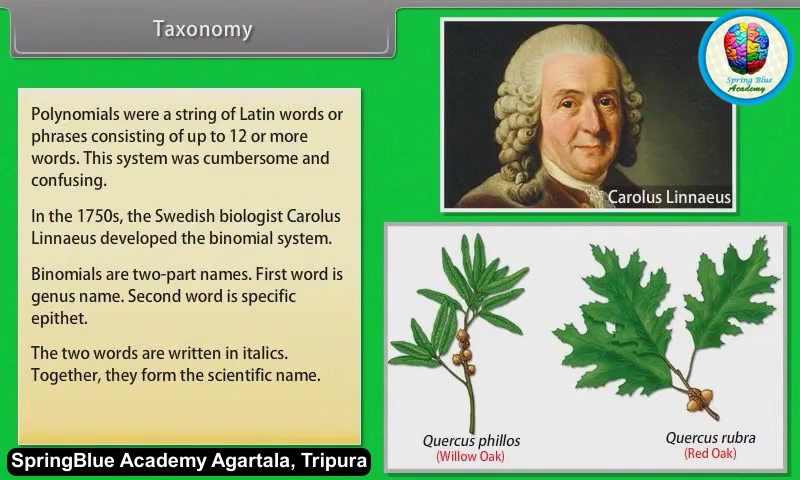 Taxonomy
Polynomials were a string of Latin words or
phrases consisting of up to 12 or more
words. This system was cumbersome and
confusing.
In the 1750s, the Swedish biologist Carolus
Linnaeus developed the binomial system.
Binomials are two-part names. First word is
genus name. Second word is specific
epithet.
The two words are written in italics.
Together, they form the scientific name.
SpringBlue Academy Agartala, Tripura
Spring Blue
Academy
Carolus Linnaeus
Quercus phillos
(Willow Oak)
Quercus rubra
(Red Oak)